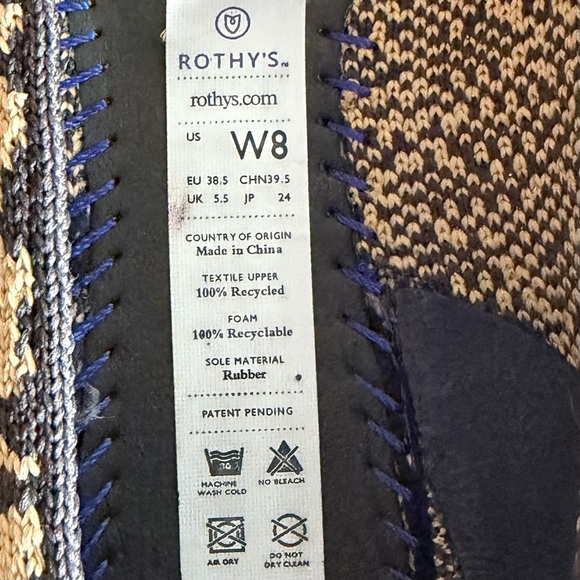 ROTHY'S™
rothys.com
US W8
EU 38.5 CHN39.5
UK 5.5 JP 24
COUNTRY OF ORIGIN
Made in China
TEXTILE UPPER
100% Recycled
FOAM
100% Recyclable
SOLE MATERIAL
Rubber
PATENT PENDING
30
MACHINE WASH COLD
NO BLEACH
AIR DRY
DO NOT DRY CLEAN